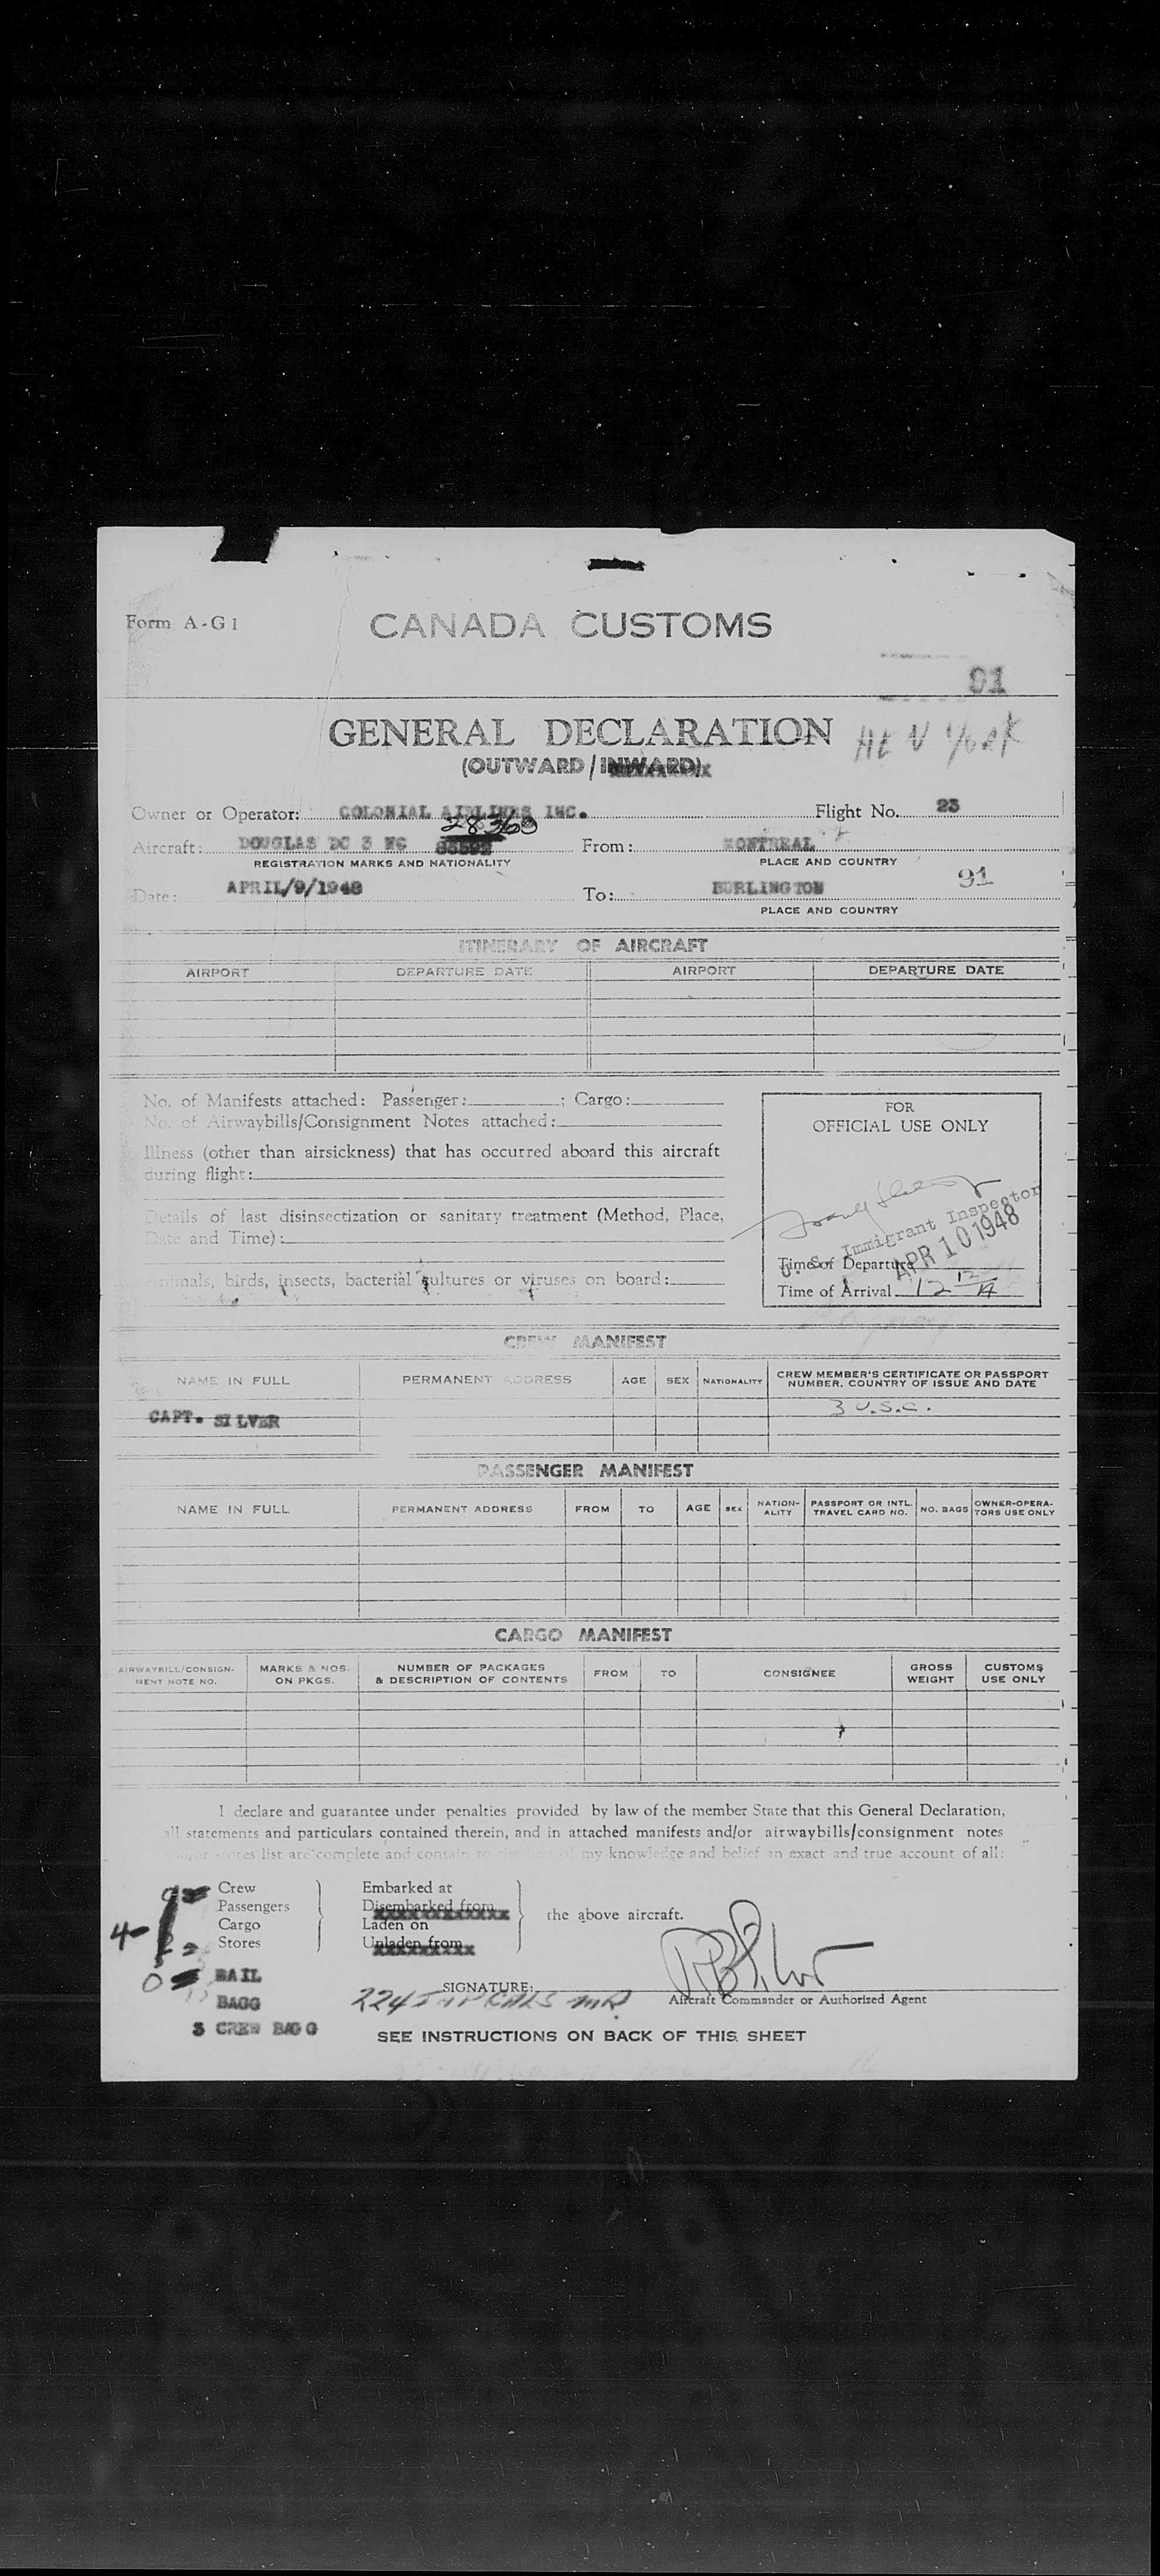 Form A-G1
CANADA CUSTOMS
91
GENERAL DECLARATION
(OUTWARD/INWARD)
Owner or Operator: COLONIAL AIRLINES INC. Flight No. 23
28360
Aircraft: DOUGLAS DC 3 NC From: MONTREAL
REGISTRATION MARKS AND NATIONALITY PLACE AND COUNTRY
Date: APRIL/9/1948 To: BURLINGTON 91
PLACE AND COUNTRY
ITINERARY OF AIRCRAFT
AIRPORT DEPARTURE DATE AIRPORT DEPARTURE DATE
No. of Manifests attached: Passenger: ; Cargo:
No. of Airwaybills/Consignment Notes attached:
Illness (other than airsickness) that has occurred aboard this aircraft
during flight:
Details of last disinsectization or sanitary treatment (Method, Place,
Date and Time):
Animals, birds, insects, bacterial cultures or viruses on board:
FOR
OFFICIAL USE ONLY
U. S. Immigrant Inspector
APR 10 1948
Time of Departure
Time of Arrival 12 12/A
CREW MANIFEST
NAME IN FULL PERMANENT ADDRESS AGE SEX NATIONALITY CREW MEMBER'S CERTIFICATE OR PASSPORT
NUMBER, COUNTRY OF ISSUE AND DATE
3 U.S.C.
CAPT. SILVER
PASSENGER MANIFEST
NAME IN FULL PERMANENT ADDRESS FROM TO AGE SEX NATION-
ALITY PASSPORT OR INTL.
TRAVEL CARD NO. NO. BAGS OWNER-OPERA-
TORS USE ONLY
CARGO MANIFEST
AIRWAYBILL/CONSIGN-
MENT NOTE NO. MARKS & NOS.
ON PKGS. NUMBER OF PACKAGES
& DESCRIPTION OF CONTENTS FROM TO CONSIGNEE GROSS
WEIGHT CUSTOMS
USE ONLY
I declare and guarantee under penalties provided by law of the member State that this General Declaration,
all statements and particulars contained therein, and in attached manifests and/or airwaybills/consignment notes
and/or stores list are complete and contain to the best of my knowledge and belief an exact and true account of all:
Crew Embarked at
Passengers Disembarked from
Cargo Laden on
Stores Unladen from
the above aircraft.
4
0 MAIL
BAGG
3 CREW BAGG
SIGNATURE:
Aircraft Commander or Authorized Agent
SEE INSTRUCTIONS ON BACK OF THIS SHEET